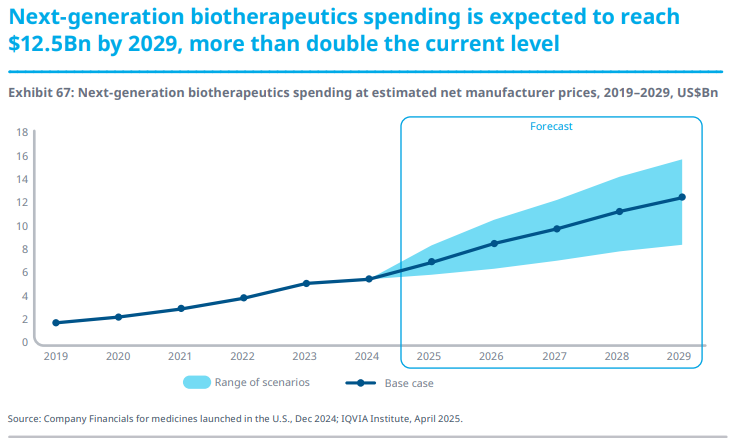 Next-generation biotherapeutics spending is expected to reach
$12.5Bn by 2029, more than double the current level
Exhibit 67: Next-generation biotherapeutics spending at estimated net manufacturer prices, 2019–2029, US$Bn
Forecast
18
16
14
12
10
8
6
4
2
0
2019 2020 2021 2022 2023 2024 2025 2026 2027 2028 2029
Range of scenarios Base case
Source: Company Financials for medicines launched in the U.S., Dec 2024; IQVIA Institute, April 2025.